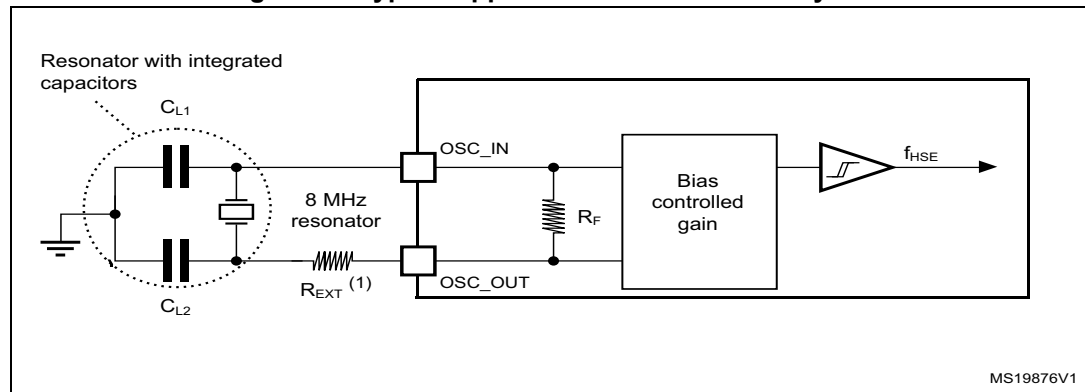 Resonator with integrated
capacitors
CL1
OSC_IN
fHSE
8 MHz
resonator
RF
Bias
controlled
gain
REXT (1)
OSC_OUT
CL2
MS19876V1